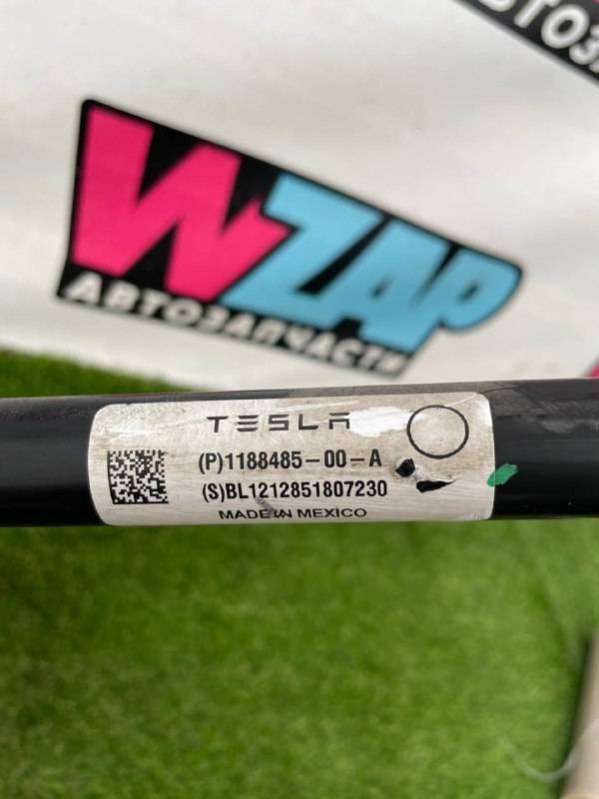 WZAP
АВТОЗАПЧАСТИ
TESLA
(P)1188485-00-A
(S)BL1212851807230
MADE IN MEXICO